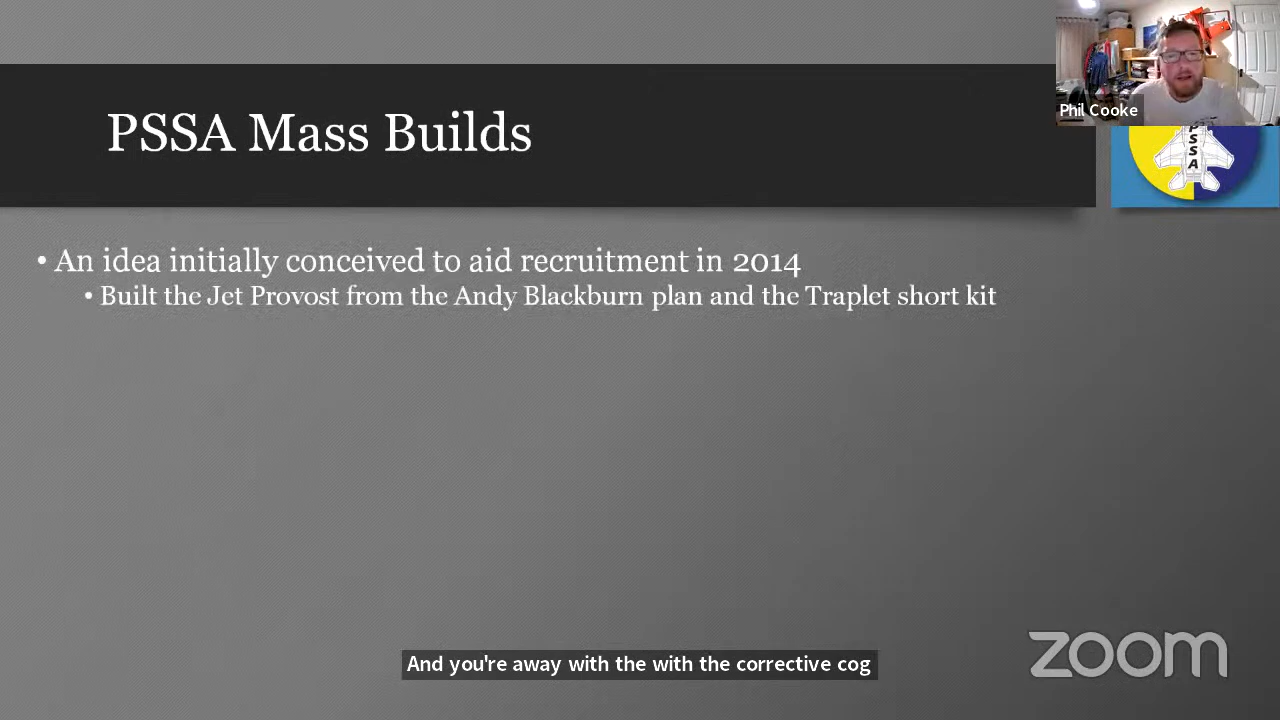 PSSA Mass Builds
Phil Cooke
PSSA
• An idea initially conceived to aid recruitment in 2014
• Built the Jet Provost from the Andy Blackburn plan and the Traplet short kit
And you're away with the with the corrective cog
zoom